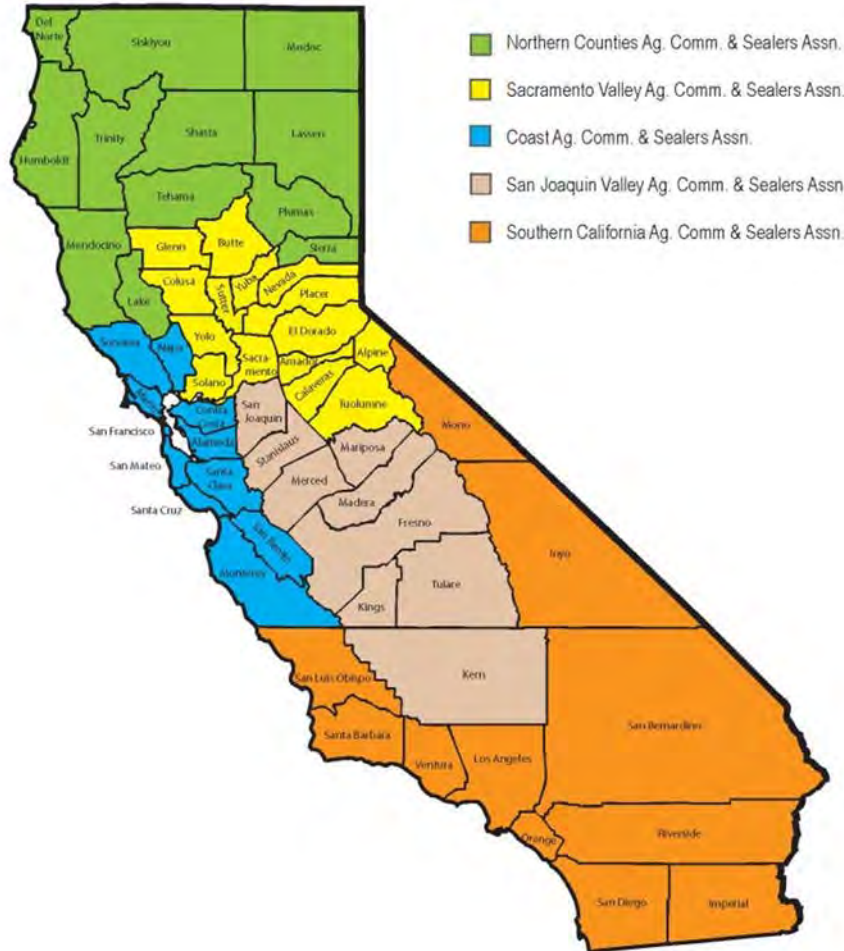 Del
Norte
Siskiyou
Modoc
Northern Counties Ag. Comm. & Sealers Assn.
Sacramento Valley Ag. Comm. & Sealers Assn.
Coast Ag. Comm. & Sealers Assn.
San Joaquin Valley Ag. Comm. & Sealers Assn
Southern California Ag. Comm & Sealers Assn.
Humboldt
Trinity
Shasta
Lassen
Tehama
Plumas
Mendocino
Glenn
Butte
Sierra
Lake
Colusa
Sutter
Yuba
Nevada
Placer
Sonoma
Napa
Yolo
El Dorado
Solano
Sacra-
mento
Amador
Alpine
Marin
Contra
Costa
San
Joaquin
Calaveras
Tuolumne
Mono
San Francisco
Alameda
Stanislaus
Mariposa
San Mateo
Santa
Clara
Merced
Madera
Santa Cruz
San Benito
Fresno
Inyo
Monterey
Kings
Tulare
San Luis Obispo
Kern
Santa Barbara
Ventura
Los Angeles
San Bernardino
Orange
Riverside
San Diego
Imperial